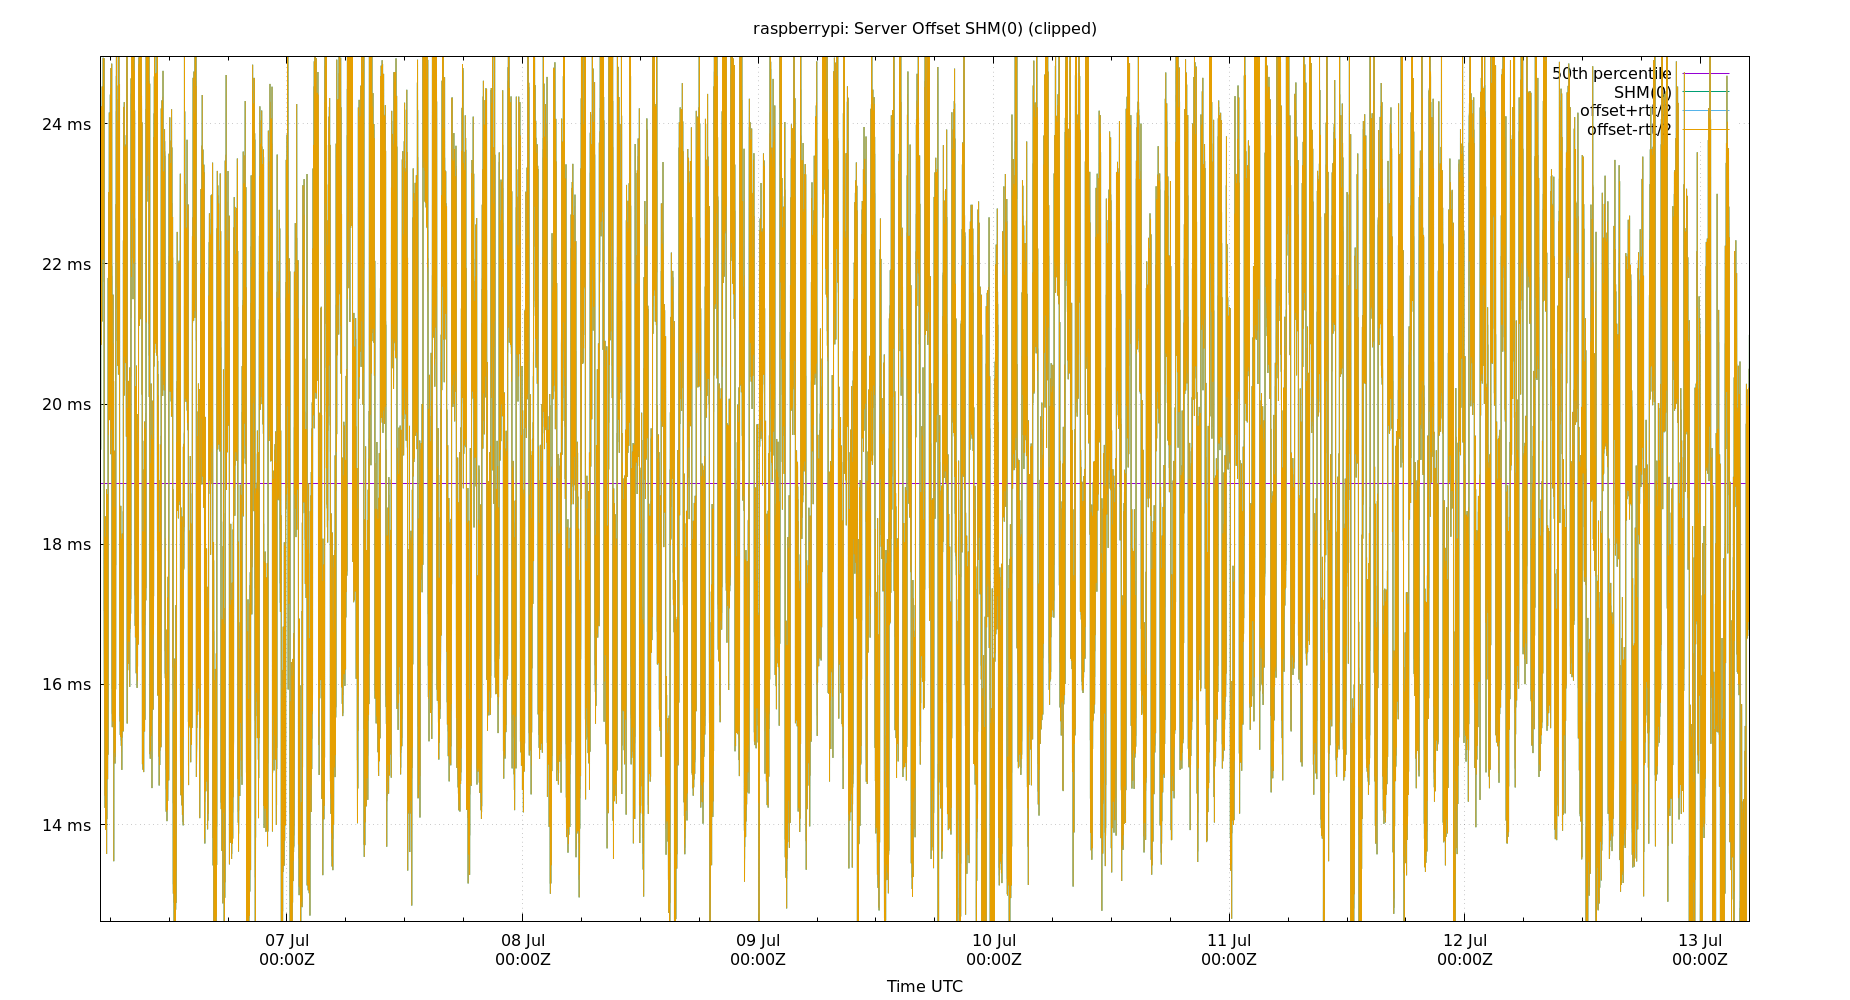 raspberrypi: Server Offset SHM(0) (clipped)
50th percentile
SHM(0)
offset+rtt/2
offset-rtt/2
24 ms
22 ms
20 ms
18 ms
16 ms
14 ms
07 Jul
00:00Z
08 Jul
00:00Z
09 Jul
00:00Z
10 Jul
00:00Z
11 Jul
00:00Z
12 Jul
00:00Z
13 Jul
00:00Z
Time UTC